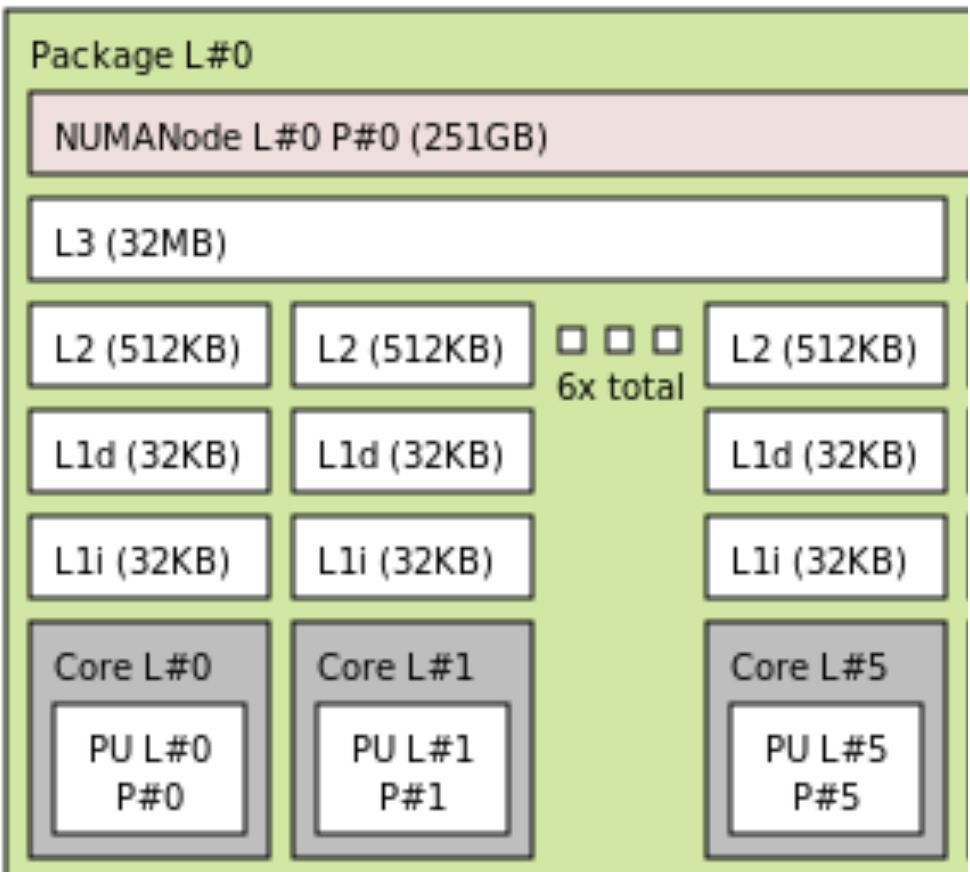 Package L#0
NUMANode L#0 P#0 (251GB)
L3 (32MB)
L2 (512KB)
L2 (512KB)
6x total
L2 (512KB)
L1d (32KB)
L1d (32KB)
L1d (32KB)
L1i (32KB)
L1i (32KB)
L1i (32KB)
Core L#0
Core L#1
Core L#5
PU L#0
P#0
PU L#1
P#1
PU L#5
P#5